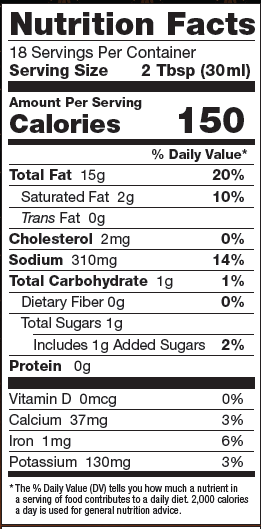 Nutrition Facts
18 Servings Per Container
Serving Size 2 Tbsp (30ml)
Amount Per Serving
Calories 150
% Daily Value*
Total Fat 15g 20%
Saturated Fat 2g 10%
Trans Fat 0g
Cholesterol 2mg 0%
Sodium 310mg 14%
Total Carbohydrate 1g 1%
Dietary Fiber 0g 0%
Total Sugars 1g
Includes 1g Added Sugars 2%
Protein 0g
Vitamin D 0mcg 0%
Calcium 37mg 3%
Iron 1mg 6%
Potassium 130mg 3%
* The % Daily Value (DV) tells you how much a nutrient in
a serving of food contributes to a daily diet. 2,000 calories
a day is used for general nutrition advice.